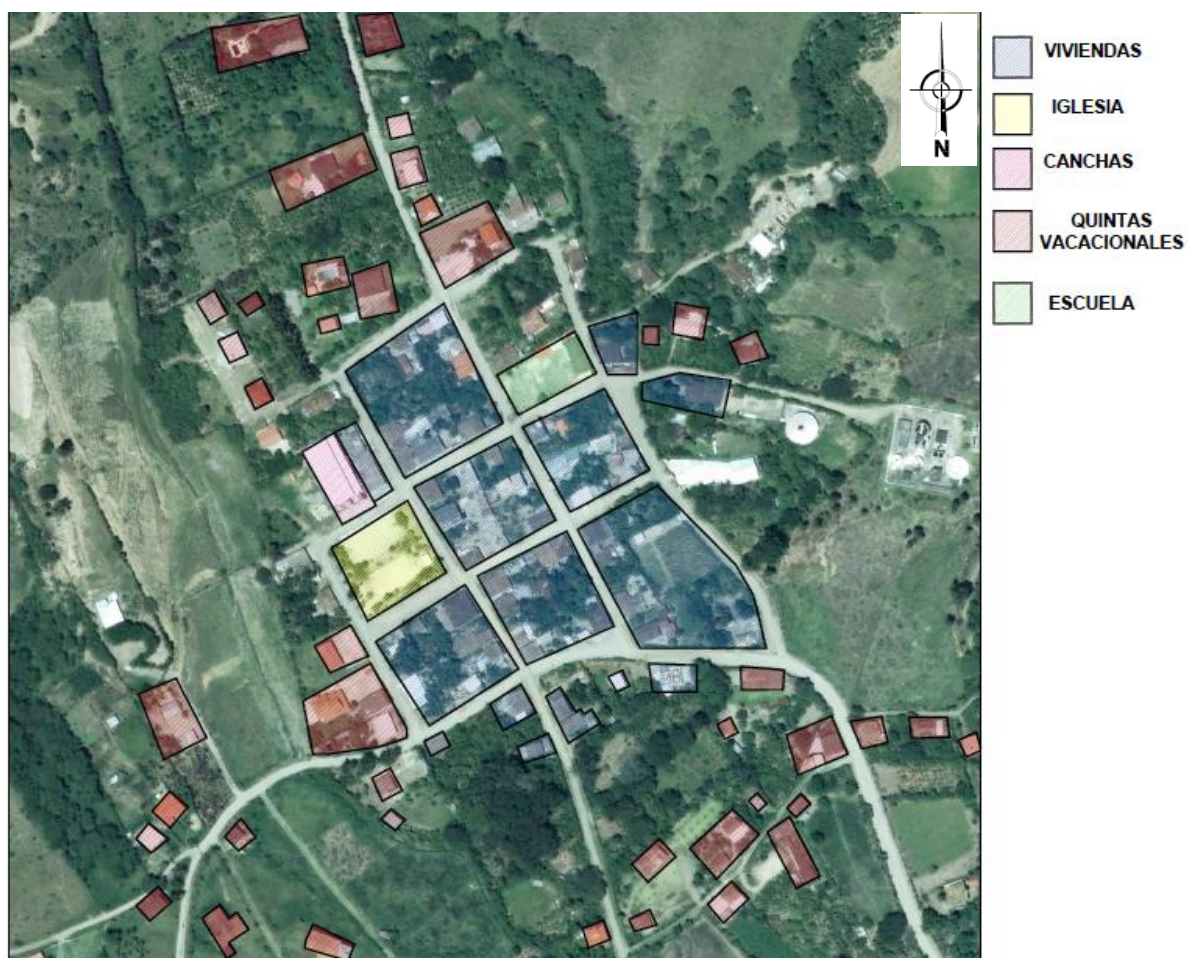 N
VIVIENDAS
IGLESIA
CANCHAS
QUINTAS
VACACIONALES
ESCUELA